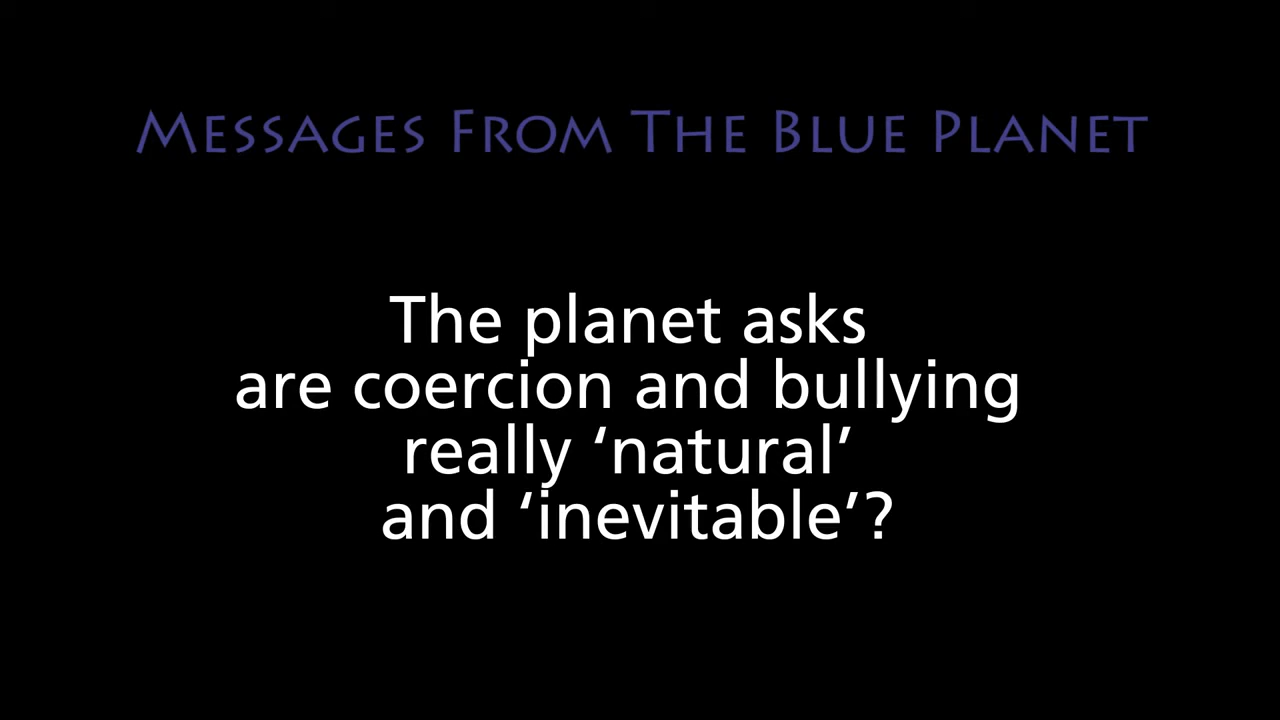 Messages From The Blue Planet
The planet asks
are coercion and bullying
really ‘natural’
and ‘inevitable’?